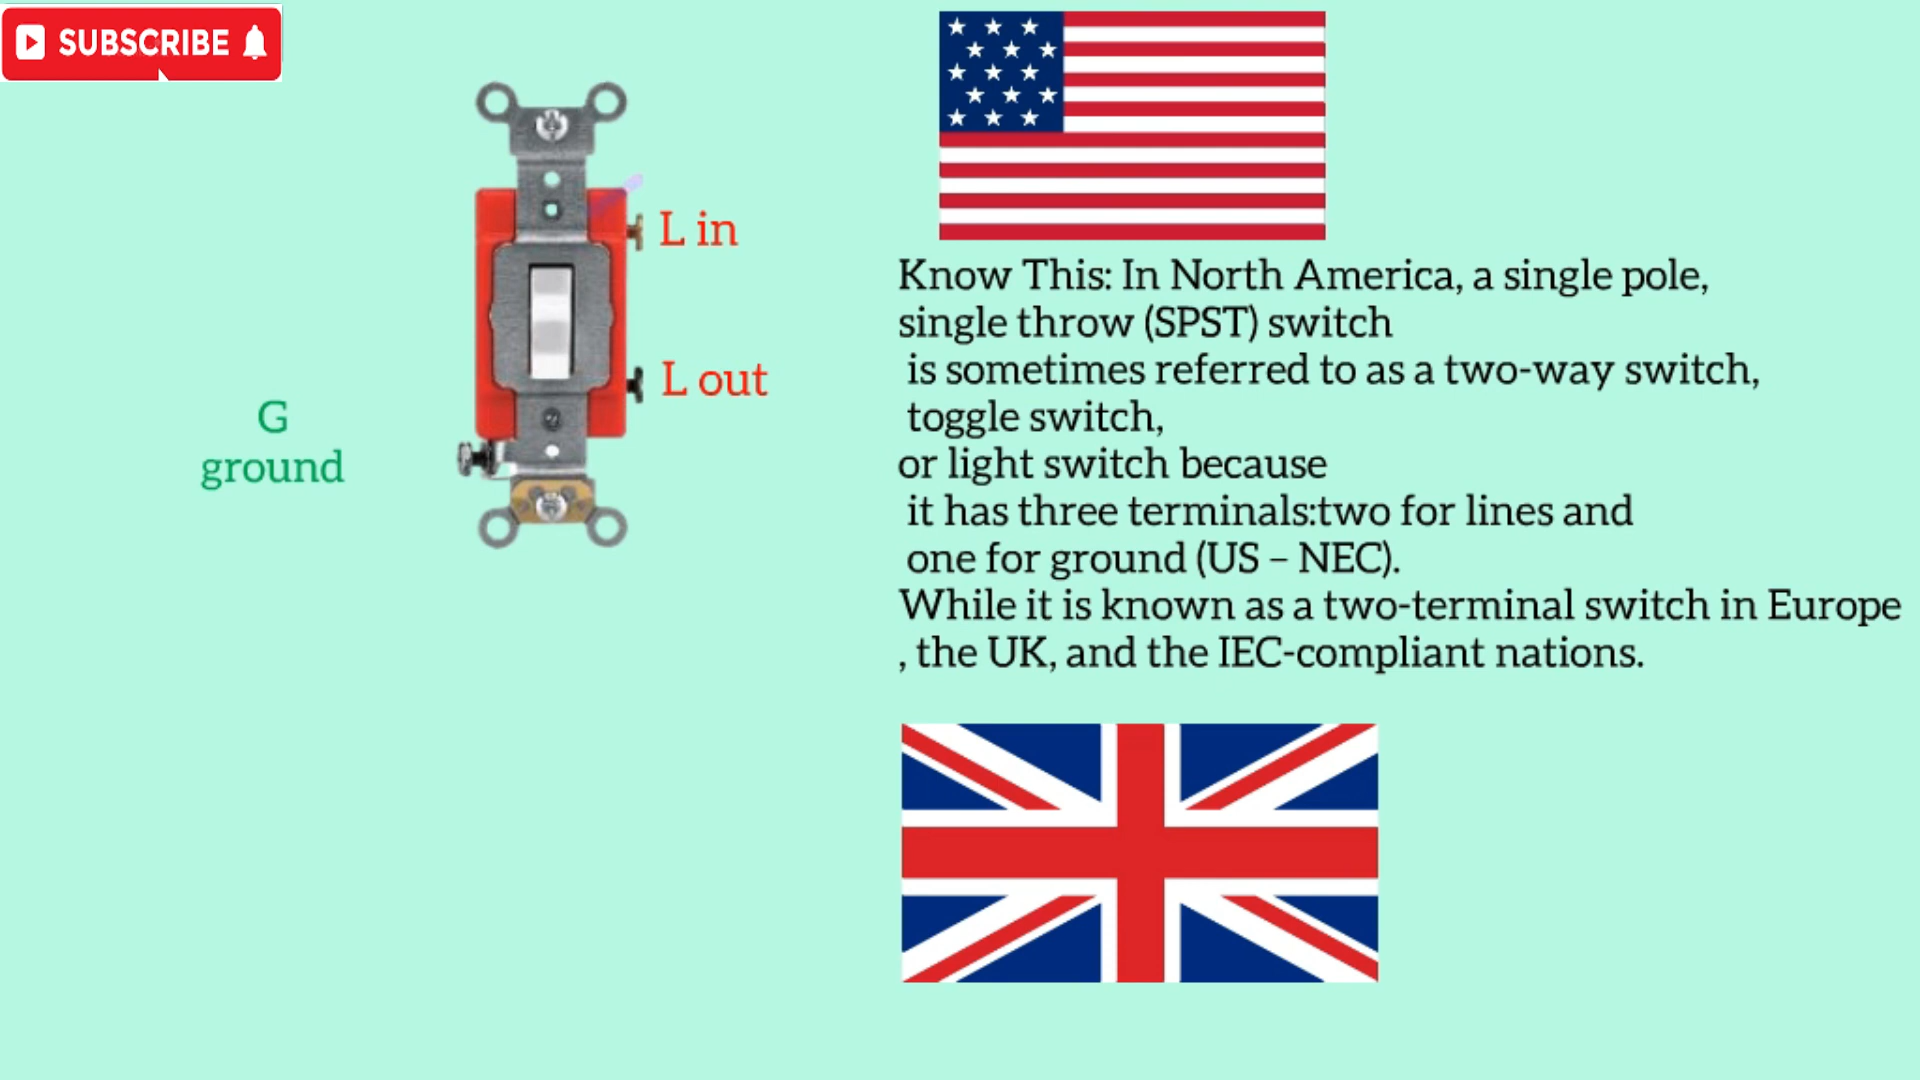 SUBSCRIBE
L in
L out
G
ground
Know This: In North America, a single pole,
single throw (SPST) switch
is sometimes referred to as a two-way switch,
toggle switch,
or light switch because
it has three terminals:two for lines and
one for ground (US – NEC).
While it is known as a two-terminal switch in Europe
, the UK, and the IEC-compliant nations.